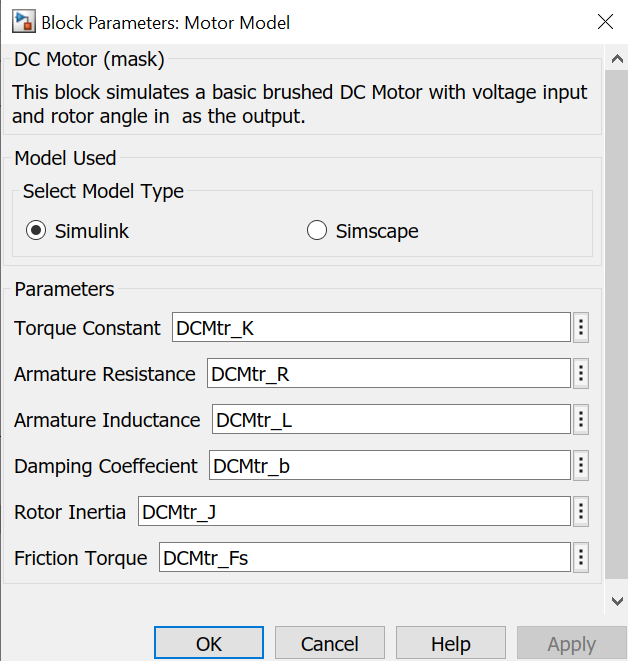 Block Parameters: Motor Model
DC Motor (mask)
This block simulates a basic brushed DC Motor with voltage input
and rotor angle in  as the output.
Model Used
Select Model Type
Simulink
Simscape
Parameters
Torque Constant DCMtr_K
Armature Resistance DCMtr_R
Armature Inductance DCMtr_L
Damping Coeffecient DCMtr_b
Rotor Inertia DCMtr_J
Friction Torque DCMtr_Fs
OK Cancel Help Apply